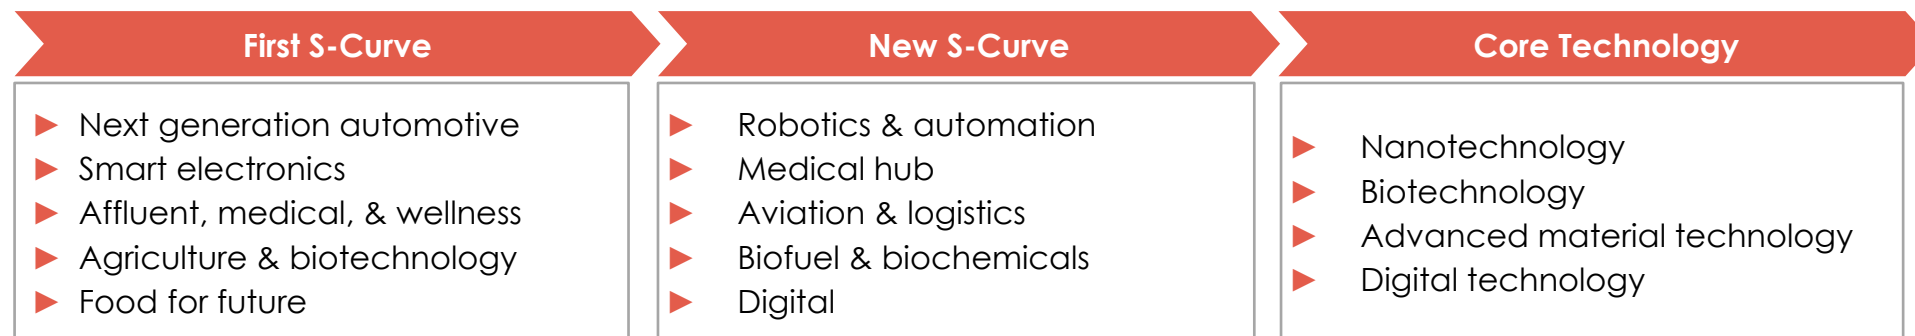 First S-Curve
Next generation automotive
Smart electronics
Affluent, medical, & wellness
Agriculture & biotechnology
Food for future
New S-Curve
Robotics & automation
Medical hub
Aviation & logistics
Biofuel & biochemicals
Digital
Core Technology
Nanotechnology
Biotechnology
Advanced material technology
Digital technology